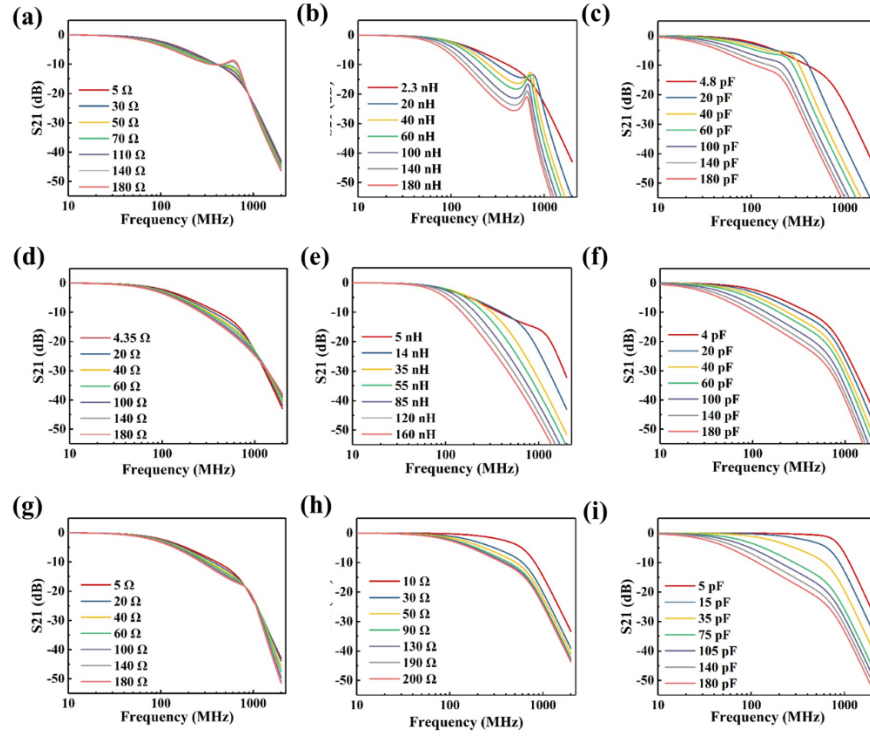 (a)
0
-10
-20
-30
-40
-50
S21 (dB)
5 Ω
30 Ω
50 Ω
70 Ω
110 Ω
140 Ω
180 Ω
10
100
1000
Frequency (MHz)
(b)
0
-10
-20
-30
-40
-50
S21 (dB)
2.3 nH
20 nH
40 nH
60 nH
100 nH
140 nH
180 nH
10
100
1000
Frequency (MHz)
(c)
0
-10
-20
-30
-40
-50
S21 (dB)
4.8 pF
20 pF
40 pF
60 pF
100 pF
140 pF
180 pF
10
100
1000
Frequency (MHz)
(d)
0
-10
-20
-30
-40
-50
S21 (dB)
4.35 Ω
20 Ω
40 Ω
60 Ω
100 Ω
140 Ω
180 Ω
10
100
1000
Frequency (MHz)
(e)
0
-10
-20
-30
-40
-50
S21 (dB)
5 nH
14 nH
35 nH
55 nH
85 nH
120 nH
160 nH
10
100
1000
Frequency (MHz)
(f)
0
-10
-20
-30
-40
-50
S21 (dB)
4 pF
20 pF
40 pF
60 pF
100 pF
140 pF
180 pF
10
100
1000
Frequency (MHz)
(g)
0
-10
-20
-30
-40
-50
S21 (dB)
5 Ω
20 Ω
40 Ω
60 Ω
100 Ω
140 Ω
180 Ω
10
100
1000
Frequency (MHz)
(h)
0
-10
-20
-30
-40
-50
10 Ω
30 Ω
50 Ω
90 Ω
130 Ω
190 Ω
200 Ω
10
100
1000
Frequency (MHz)
(i)
0
-10
-20
-30
-40
-50
S21 (dB)
5 pF
15 pF
35 pF
75 pF
105 pF
140 pF
180 pF
10
100
1000
Frequency (MHz)